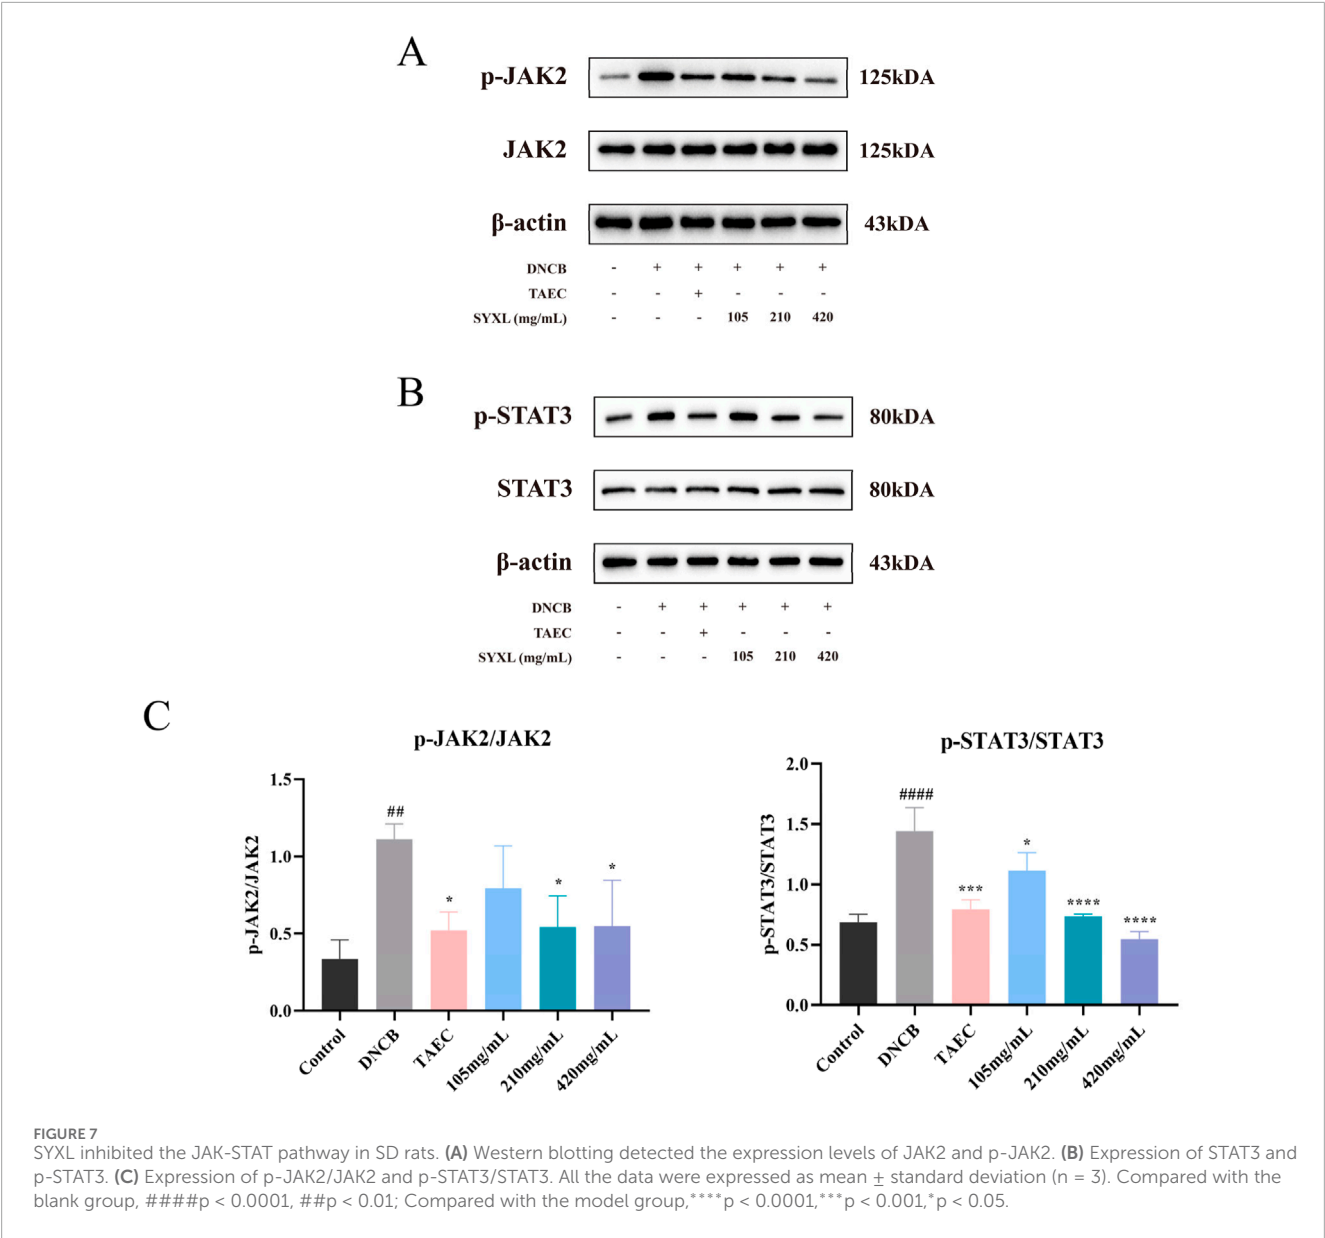 A
p-JAK2 125kDA
JAK2 125kDA
β-actin 43kDA
DNCB - + + + + +
TAEC - - + - - -
SYXL (mg/mL) - - - 105 210 420
B
p-STAT3 80kDA
STAT3 80kDA
β-actin 43kDA
DNCB - + + + + +
TAEC - - + - - -
SYXL (mg/mL) - - - 105 210 420
C
p-JAK2/JAK2
p-JAK2/JAK2
1.5
1.0
0.5
0.0
##
*
*
*
Control
DNCB
TAEC
105mg/mL
210mg/mL
420mg/mL
p-STAT3/STAT3
p-STAT3/STAT3
2.0
1.5
1.0
0.5
0.0
####
***
*
****
****
Control
DNCB
TAEC
105mg/mL
210mg/mL
420mg/mL
FIGURE 7
SYXL inhibited the JAK-STAT pathway in SD rats. (A) Western blotting detected the expression levels of JAK2 and p-JAK2. (B) Expression of STAT3 and
p-STAT3. (C) Expression of p-JAK2/JAK2 and p-STAT3/STAT3. All the data were expressed as mean ± standard deviation (n = 3). Compared with the
blank group, ####p < 0.0001, ##p < 0.01; Compared with the model group,****p < 0.0001,***p < 0.001,*p < 0.05.